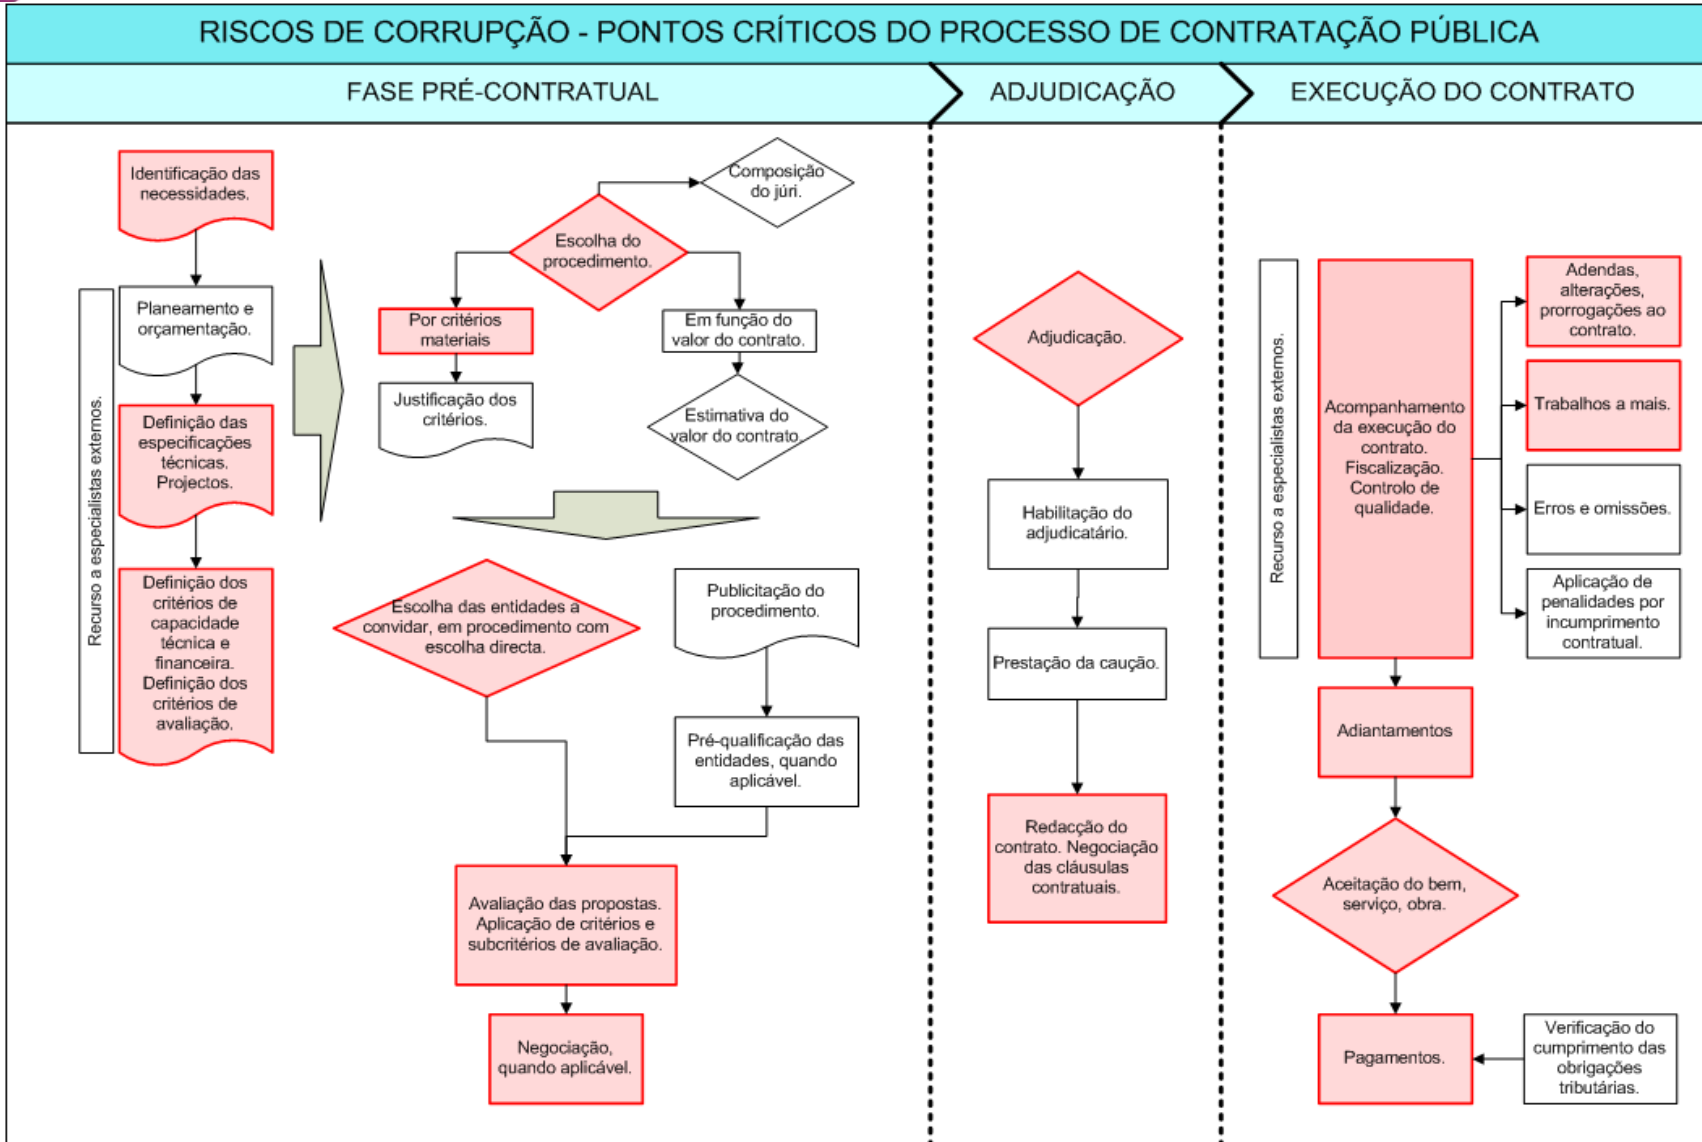 RISCOS DE CORRUPÇÃO - PONTOS CRÍTICOS DO PROCESSO DE CONTRATAÇÃO PÚBLICA
FASE PRÉ-CONTRATUAL
ADJUDICAÇÃO
EXECUÇÃO DO CONTRATO
Identificação das
necessidades.
Planeamento e
orçamentação.
Recurso a especialistas externos.
Definição das
especificações
técnicas.
Projectos.
Definição dos
critérios de
capacidade
técnica e
financeira.
Definição dos
critérios de
avaliação.
Composição
do júri.
Escolha do
procedimento.
Por critérios
materiais
Justificação dos
critérios.
Em função do
valor do contrato.
Estimativa do
valor do contrato.
Escolha das entidades a
convidar, em procedimento com
escolha directa.
Publicitação do
procedimento.
Pré-qualificação das
entidades, quando
aplicável.
Avaliação das propostas.
Aplicação de critérios e
subcritérios de avaliação.
Negociação,
quando aplicável.
Adjudicação.
Habilitação do
adjudicatário.
Prestação da caução.
Redacção do
contrato. Negociação
das cláusulas
contratuais.
Recurso a especialistas externos.
Acompanhamento
da execução do
contrato.
Fiscalização.
Controlo de
qualidade.
Adendas,
alterações,
prorrogações ao
contrato.
Trabalhos a mais.
Erros e omissões.
Aplicação de
penalidades por
incumprimento
contratual.
Adiantamentos
Aceitação do bem,
serviço, obra.
Pagamentos.
Verificação do
cumprimento das
obrigações
tributárias.